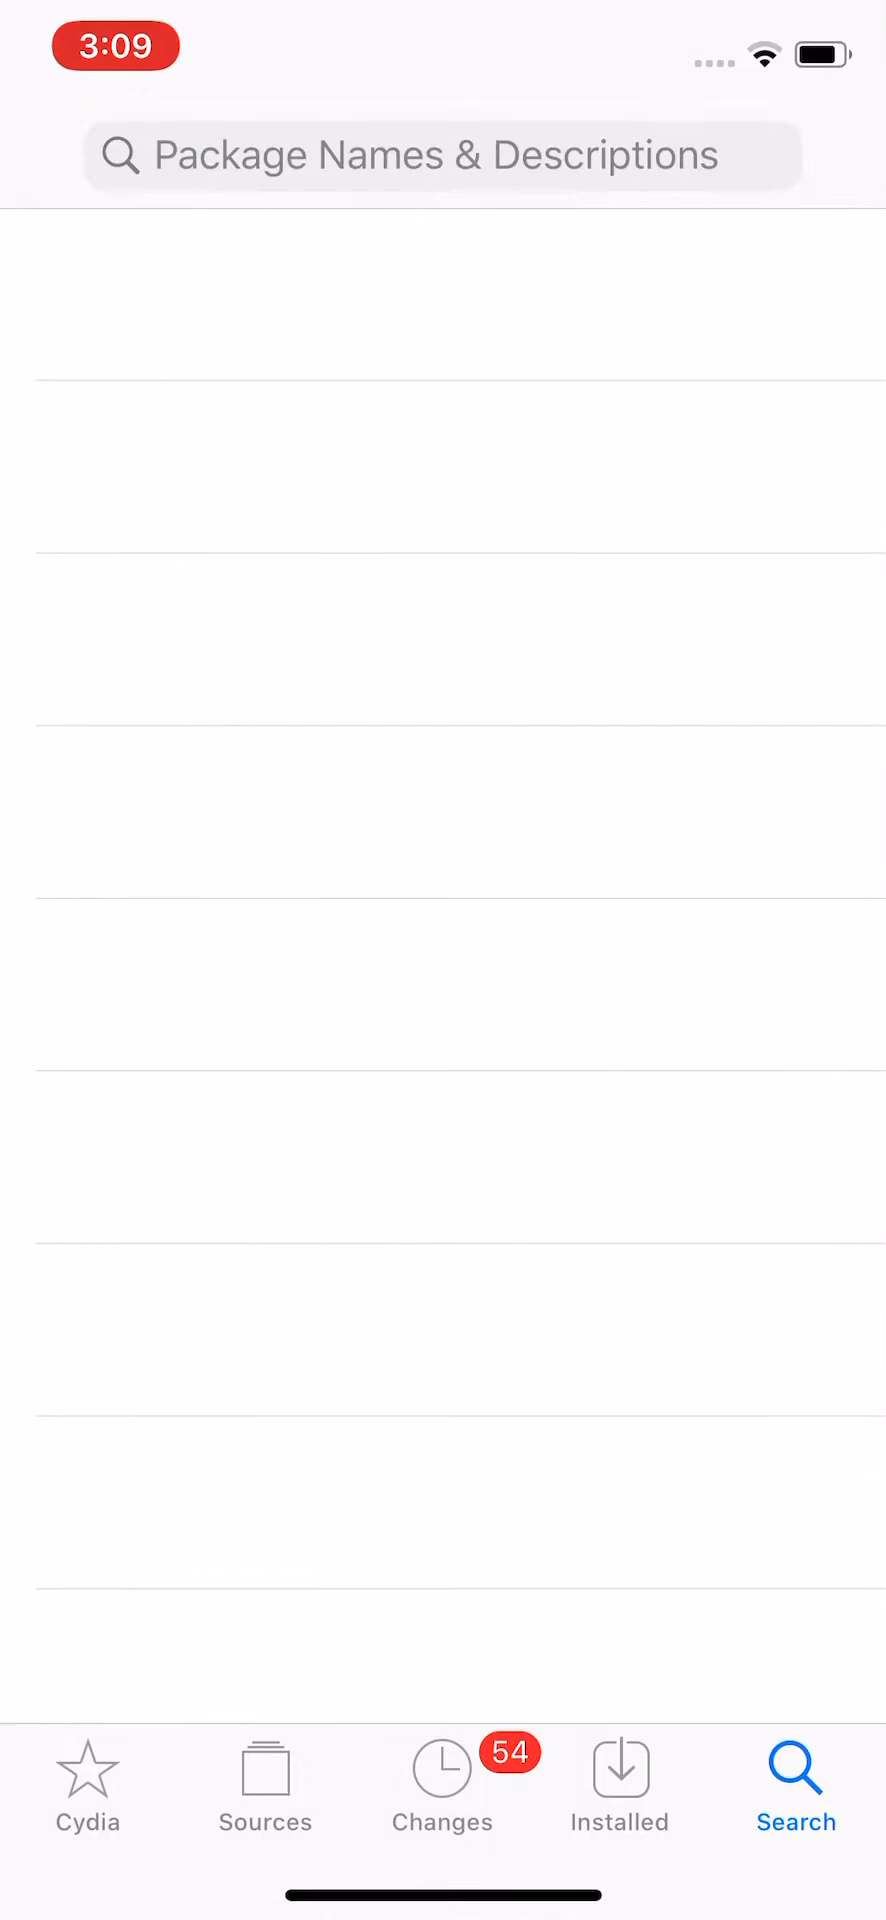 3:09
Package Names & Descriptions
54
Cydia
Sources
Changes
Installed
Search